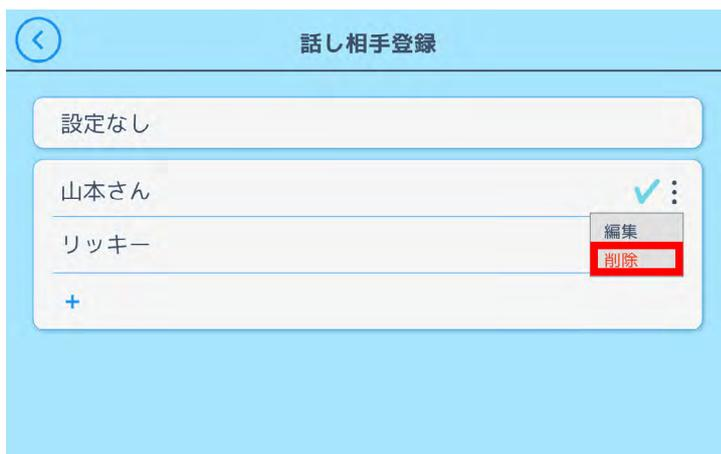 話し相手登録
設定なし
山本さん
編集
リッキー
削除
+